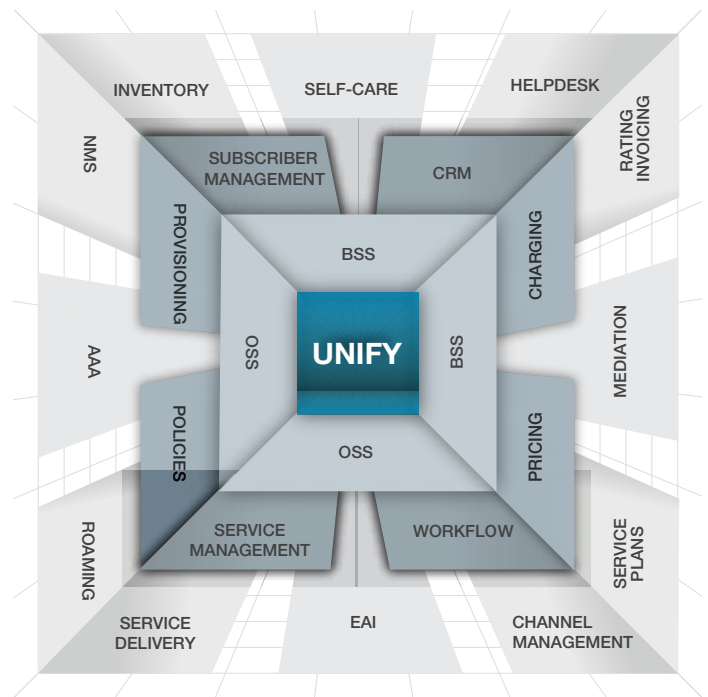 INVENTORY
SELF-CARE
HELPDESK
NMS
RATING
INVOICING
SUBSCRIBER
MANAGEMENT
CRM
PROVISIONING
CHARGING
BSS
OSS
UNIFY
BSS
AAA
MEDIATION
POLICIES
PRICING
OSS
SERVICE
MANAGEMENT
WORKFLOW
ROAMING
SERVICE
PLANS
SERVICE
DELIVERY
EAI
CHANNEL
MANAGEMENT